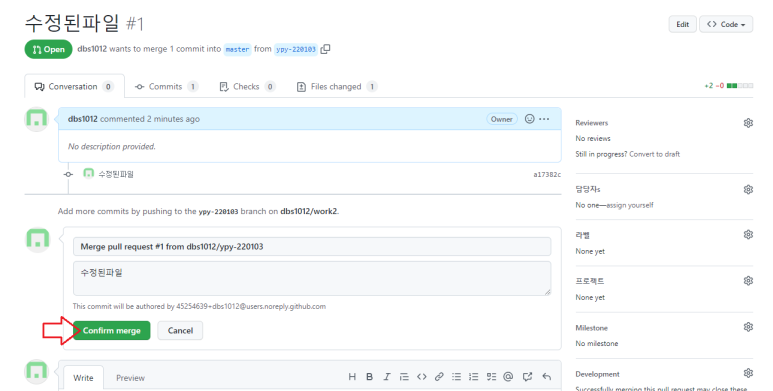 수정된파일 #1
Edit
Code
Open
dbs1012 wants to merge 1 commit into master from ypy-220103
Conversation 0
Commits 1
Checks 0
Files changed 1
+2 −0
dbs1012 commented 2 minutes ago
Owner
No description provided.
수정된파일
a17382c
Add more commits by pushing to the ypy-220103 branch on dbs1012/work2.
Merge pull request #1 from dbs1012/ypy-220103
수정된파일
This commit will be authored by 45254639+dbs1012@users.noreply.github.com
Confirm merge
Cancel
Write
Preview
Reviewers
No reviews
Still in progress? Convert to draft
담당자s
No one—assign yourself
라벨
None yet
프로젝트
None yet
Milestone
No milestone
Development
Successfully merging this pull request may close these